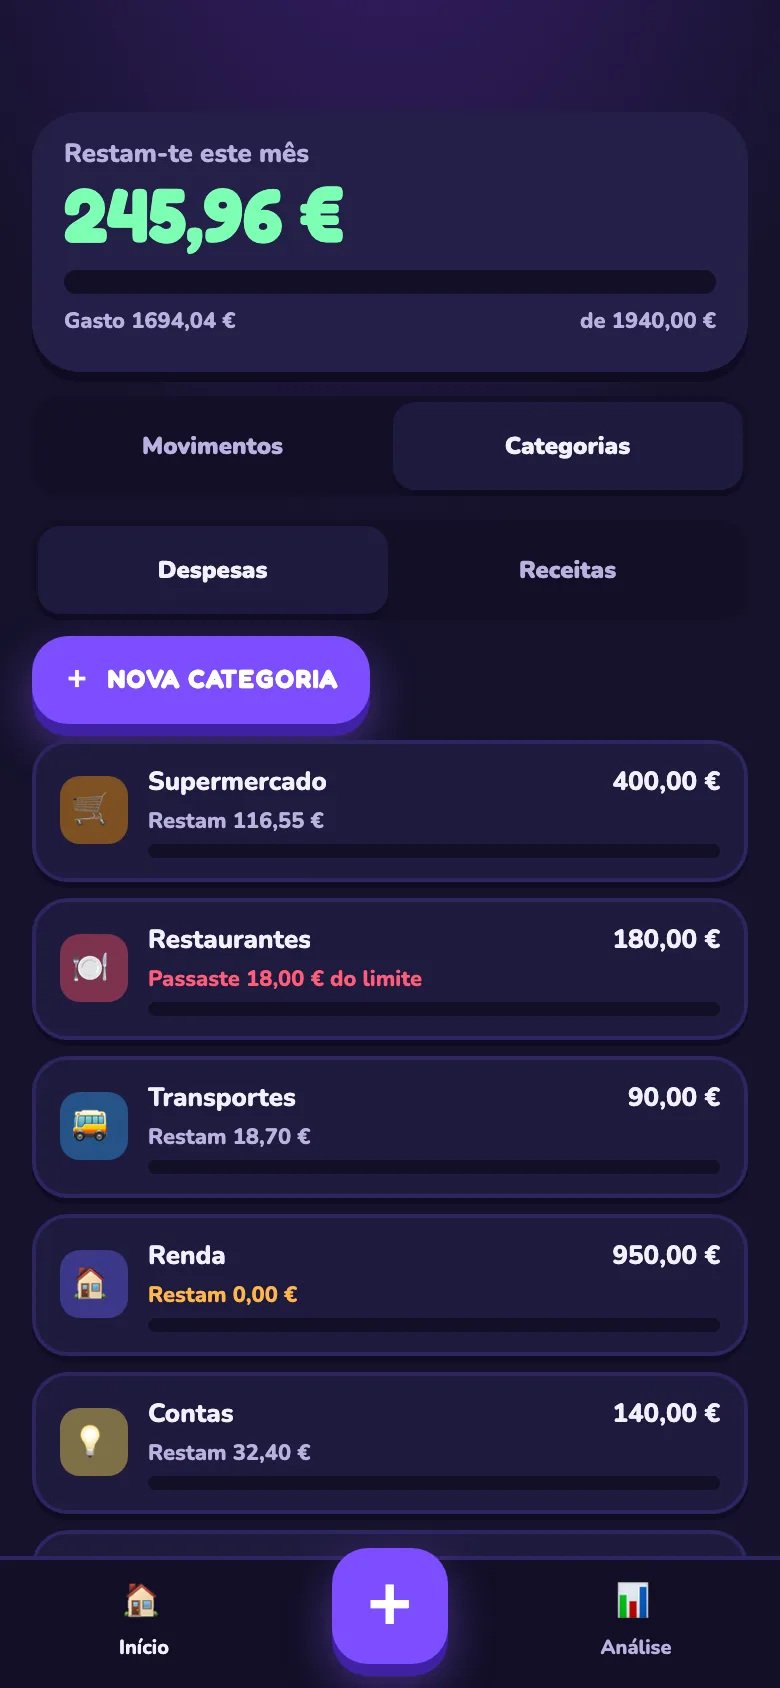 Restam-te este mês
245,96 €
Gasto 1694,04 € de 1940,00 €
Movimentos Categorias
Despesas Receitas
+ NOVA CATEGORIA
Supermercado 400,00 €
Restam 116,55 €
Restaurantes 180,00 €
Passaste 18,00 € do limite
Transportes 90,00 €
Restam 18,70 €
Renda 950,00 €
Restam 0,00 €
Contas 140,00 €
Restam 32,40 €
+
Início Análise